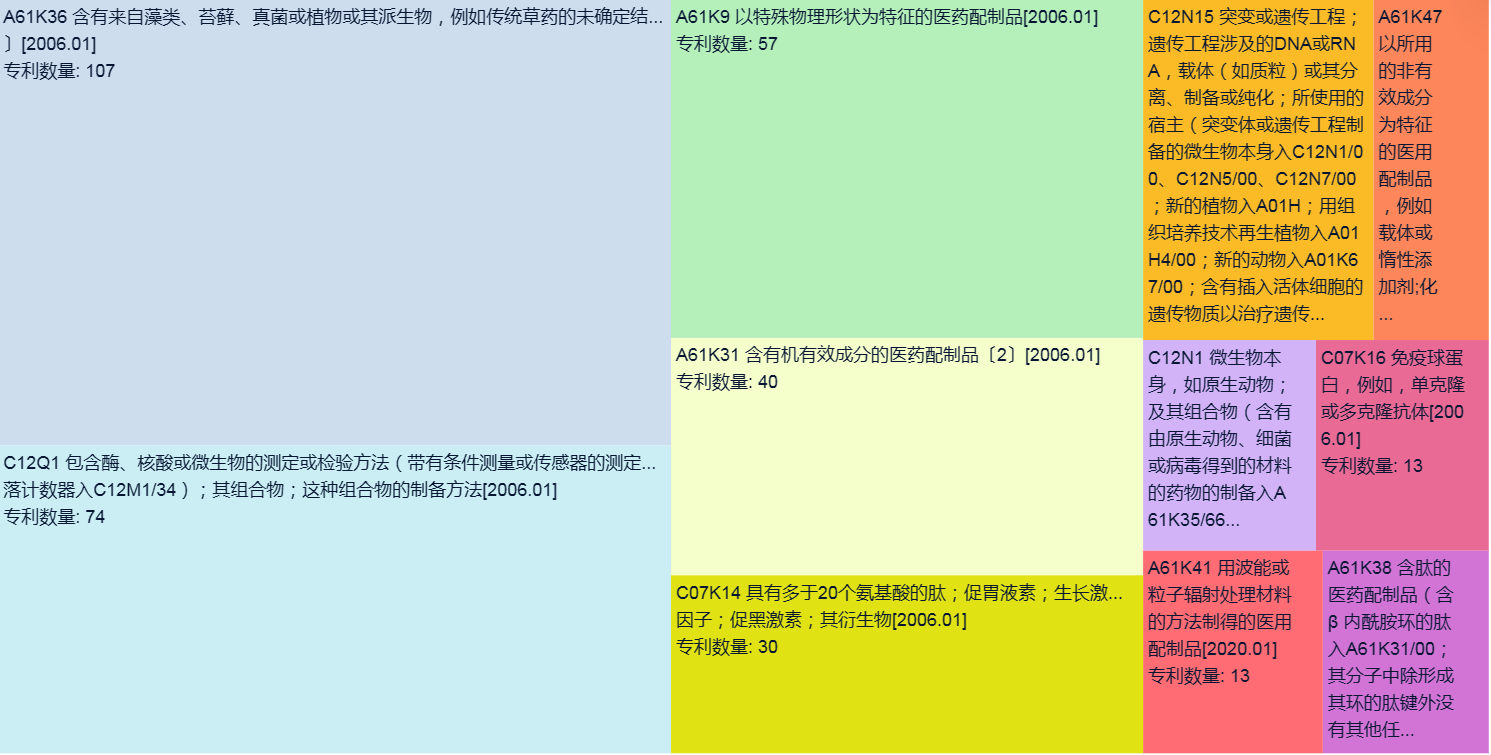 A61K36 含有来自藻类、苔藓、真菌或植物或其派生物，例如传统草药的未确定结...
〕[2006.01]
专利数量: 107
C12Q1 包含酶、核酸或微生物的测定或检验方法（带有条件测量或传感器的测定...
落计数器入C12M1/34）；其组合物；这种组合物的制备方法[2006.01]
专利数量: 74
A61K9 以特殊物理形状为特征的医药配制品[2006.01]
专利数量: 57
A61K31 含有机有效成分的医药配制品〔2〕[2006.01]
专利数量: 40
C07K14 具有多于20个氨基酸的肽；促胃液素；生长激...
因子；促黑激素；其衍生物[2006.01]
专利数量: 30
C12N15 突变或遗传工程；
遗传工程涉及的DNA或RN
A，载体（如质粒）或其分
离、制备或纯化；所使用的
宿主（突变体或遗传工程制
备的微生物本身入C12N1/0
0、C12N5/00、C12N7/00
；新的植物入A01H；用组
织培养技术再生植物入A01
H4/00；新的动物入A01K6
7/00；含有插入活体细胞的
遗传物质以治疗遗传...
A61K47
以所用
的非有
效成分
为特征
的医用
配制品
，例如
载体或
惰性添
加剂;化
...
C12N1 微生物本
身，如原生动物；
及其组合物（含有
由原生动物、细菌
或病毒得到的材料
的药物的制备入A
61K35/66...
C07K16 免疫球蛋
白，例如，单克隆
或多克隆抗体[200
6.01]
专利数量: 13
A61K41 用波能或
粒子辐射处理材料
的方法制得的医用
配制品[2020.01]
专利数量: 13
A61K38 含肽的
医药配制品（含
β 内酰胺环的肽
入A61K31/00；
其分子中除形成
其环的肽键外没
有其他任...